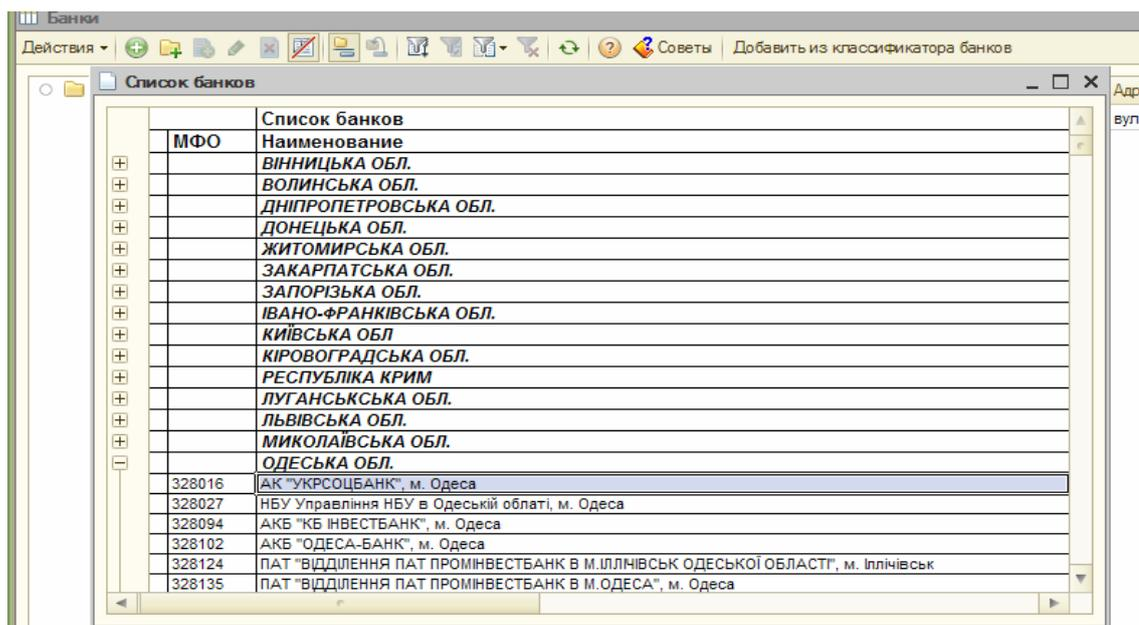 Банки
Действия Советы Добавить из классификатора банков
Список банков
Адр
вул
Список банков
МФО Наименование
ВІННИЦЬКА ОБЛ.
ВОЛИНСЬКА ОБЛ.
ДНІПРОПЕТРОВСЬКА ОБЛ.
ДОНЕЦЬКА ОБЛ.
ЖИТОМИРСЬКА ОБЛ.
ЗАКАРПАТСЬКА ОБЛ.
ЗАПОРІЗЬКА ОБЛ.
ІВАНО-ФРАНКІВСЬКА ОБЛ.
КИЇВСЬКА ОБЛ
КІРОВОГРАДСЬКА ОБЛ.
РЕСПУБЛІКА КРИМ
ЛУГАНСЬКСЬКА ОБЛ.
ЛЬВІВСЬКА ОБЛ.
МИКОЛАЇВСЬКА ОБЛ.
ОДЕСЬКА ОБЛ.
328016 АК "УКРСОЦБАНК", м. Одеса
328027 НБУ Управління НБУ в Одеській облаті, м. Одеса
328094 АКБ "КБ ІНВЕСТБАНК", м. Одеса
328102 АКБ "ОДЕСА-БАНК", м. Одеса
328124 ПАТ "ВІДДІЛЕННЯ ПАТ ПРОМІНВЕСТБАНК В М.ІЛЛІЧІВСЬК ОДЕСЬКОЇ ОБЛАСТІ", м. Іллічівськ
328135 ПАТ "ВІДДІЛЕННЯ ПАТ ПРОМІНВЕСТБАНК В М.ОДЕСА", м. Одеса